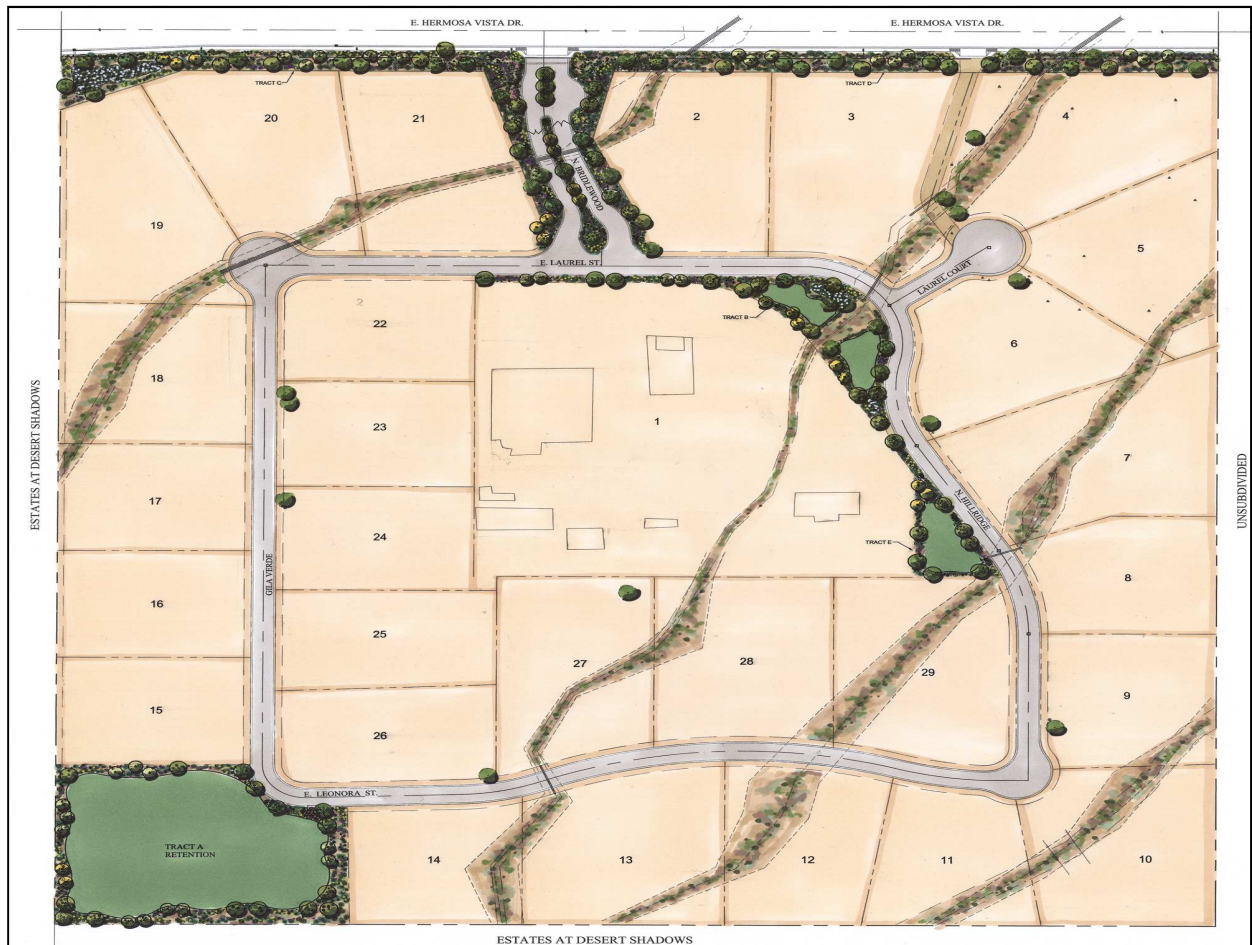 E. HERMOSA VISTA DR.
E. HERMOSA VISTA DR.
TRACT C
TRACT D
20
21
2
3
4
N. BRIDLEWOOD
19
5
E. LAUREL ST.
LAUREL COURT
2
22
TRACT B
6
18
23
1
7
ESTATES AT DESERT SHADOWS
UNSUBDIVIDED
17
24
N. HILLRIDGE
TRACT E
GILA VERDE
8
16
25
27
28
29
9
15
26
E. LEONORA ST.
TRACT A
RETENTION
14
13
12
11
10
ESTATES AT DESERT SHADOWS